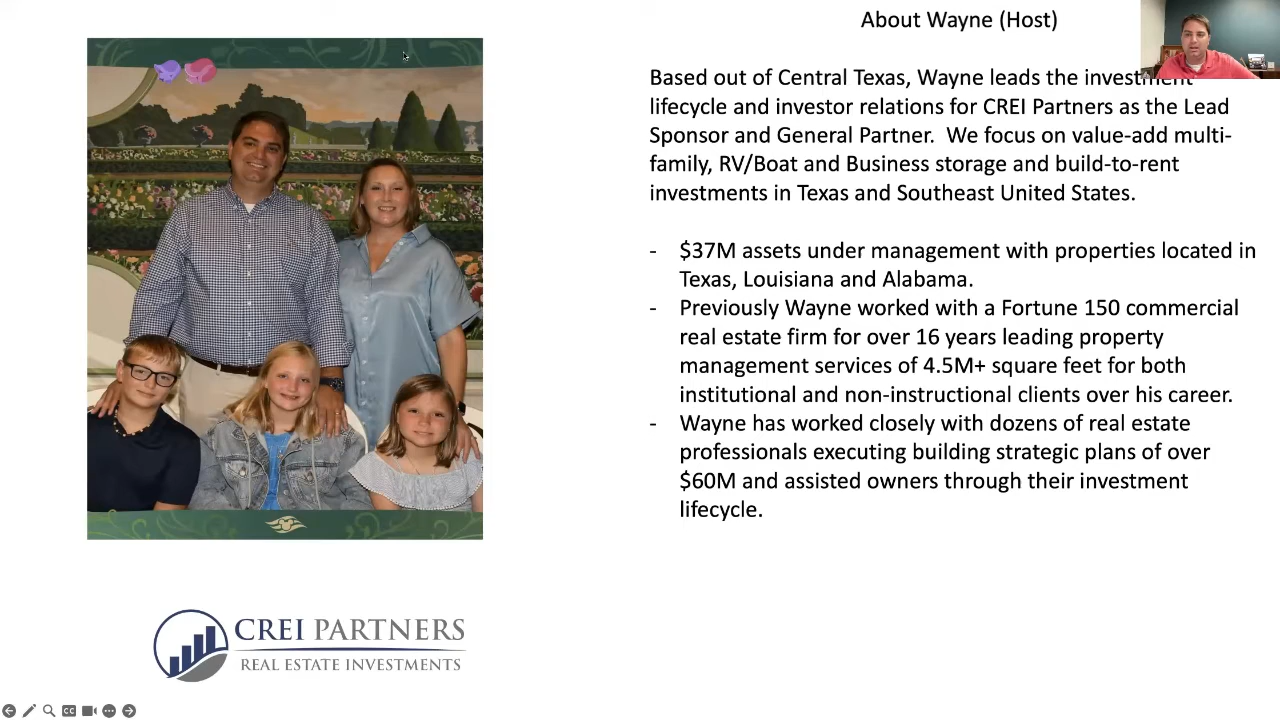 About Wayne (Host)
Based out of Central Texas, Wayne leads the investment
lifecycle and investor relations for CREI Partners as the Lead
Sponsor and General Partner.  We focus on value-add multi-
family, RV/Boat and Business storage and build-to-rent
investments in Texas and Southeast United States.
- $37M assets under management with properties located in
Texas, Louisiana and Alabama.
- Previously Wayne worked with a Fortune 150 commercial
real estate firm for over 16 years leading property
management services of 4.5M+ square feet for both
institutional and non-instructional clients over his career.
- Wayne has worked closely with dozens of real estate
professionals executing building strategic plans of over
$60M and assisted owners through their investment
lifecycle.
CREI PARTNERS
REAL ESTATE INVESTMENTS
CC